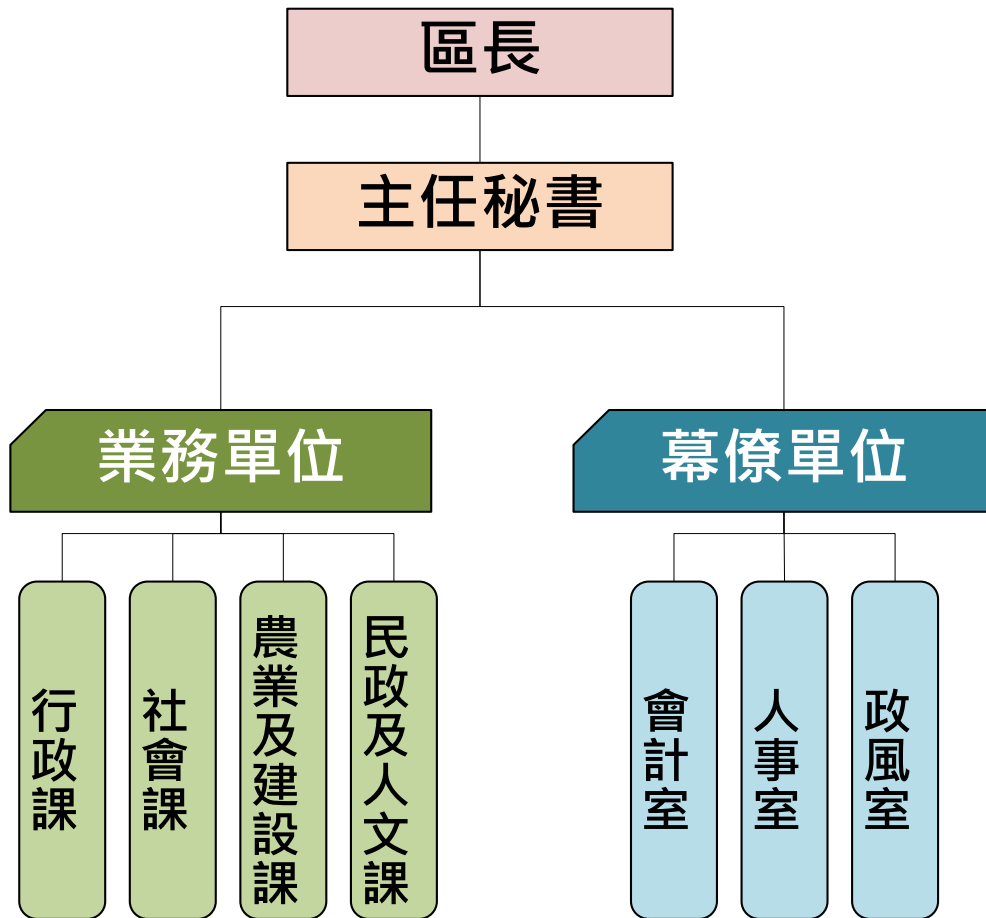 區長
主任秘書
業務單位
幕僚單位
行政課
社會課
農業及建設課
民政及人文課
會計室
人事室
政風室